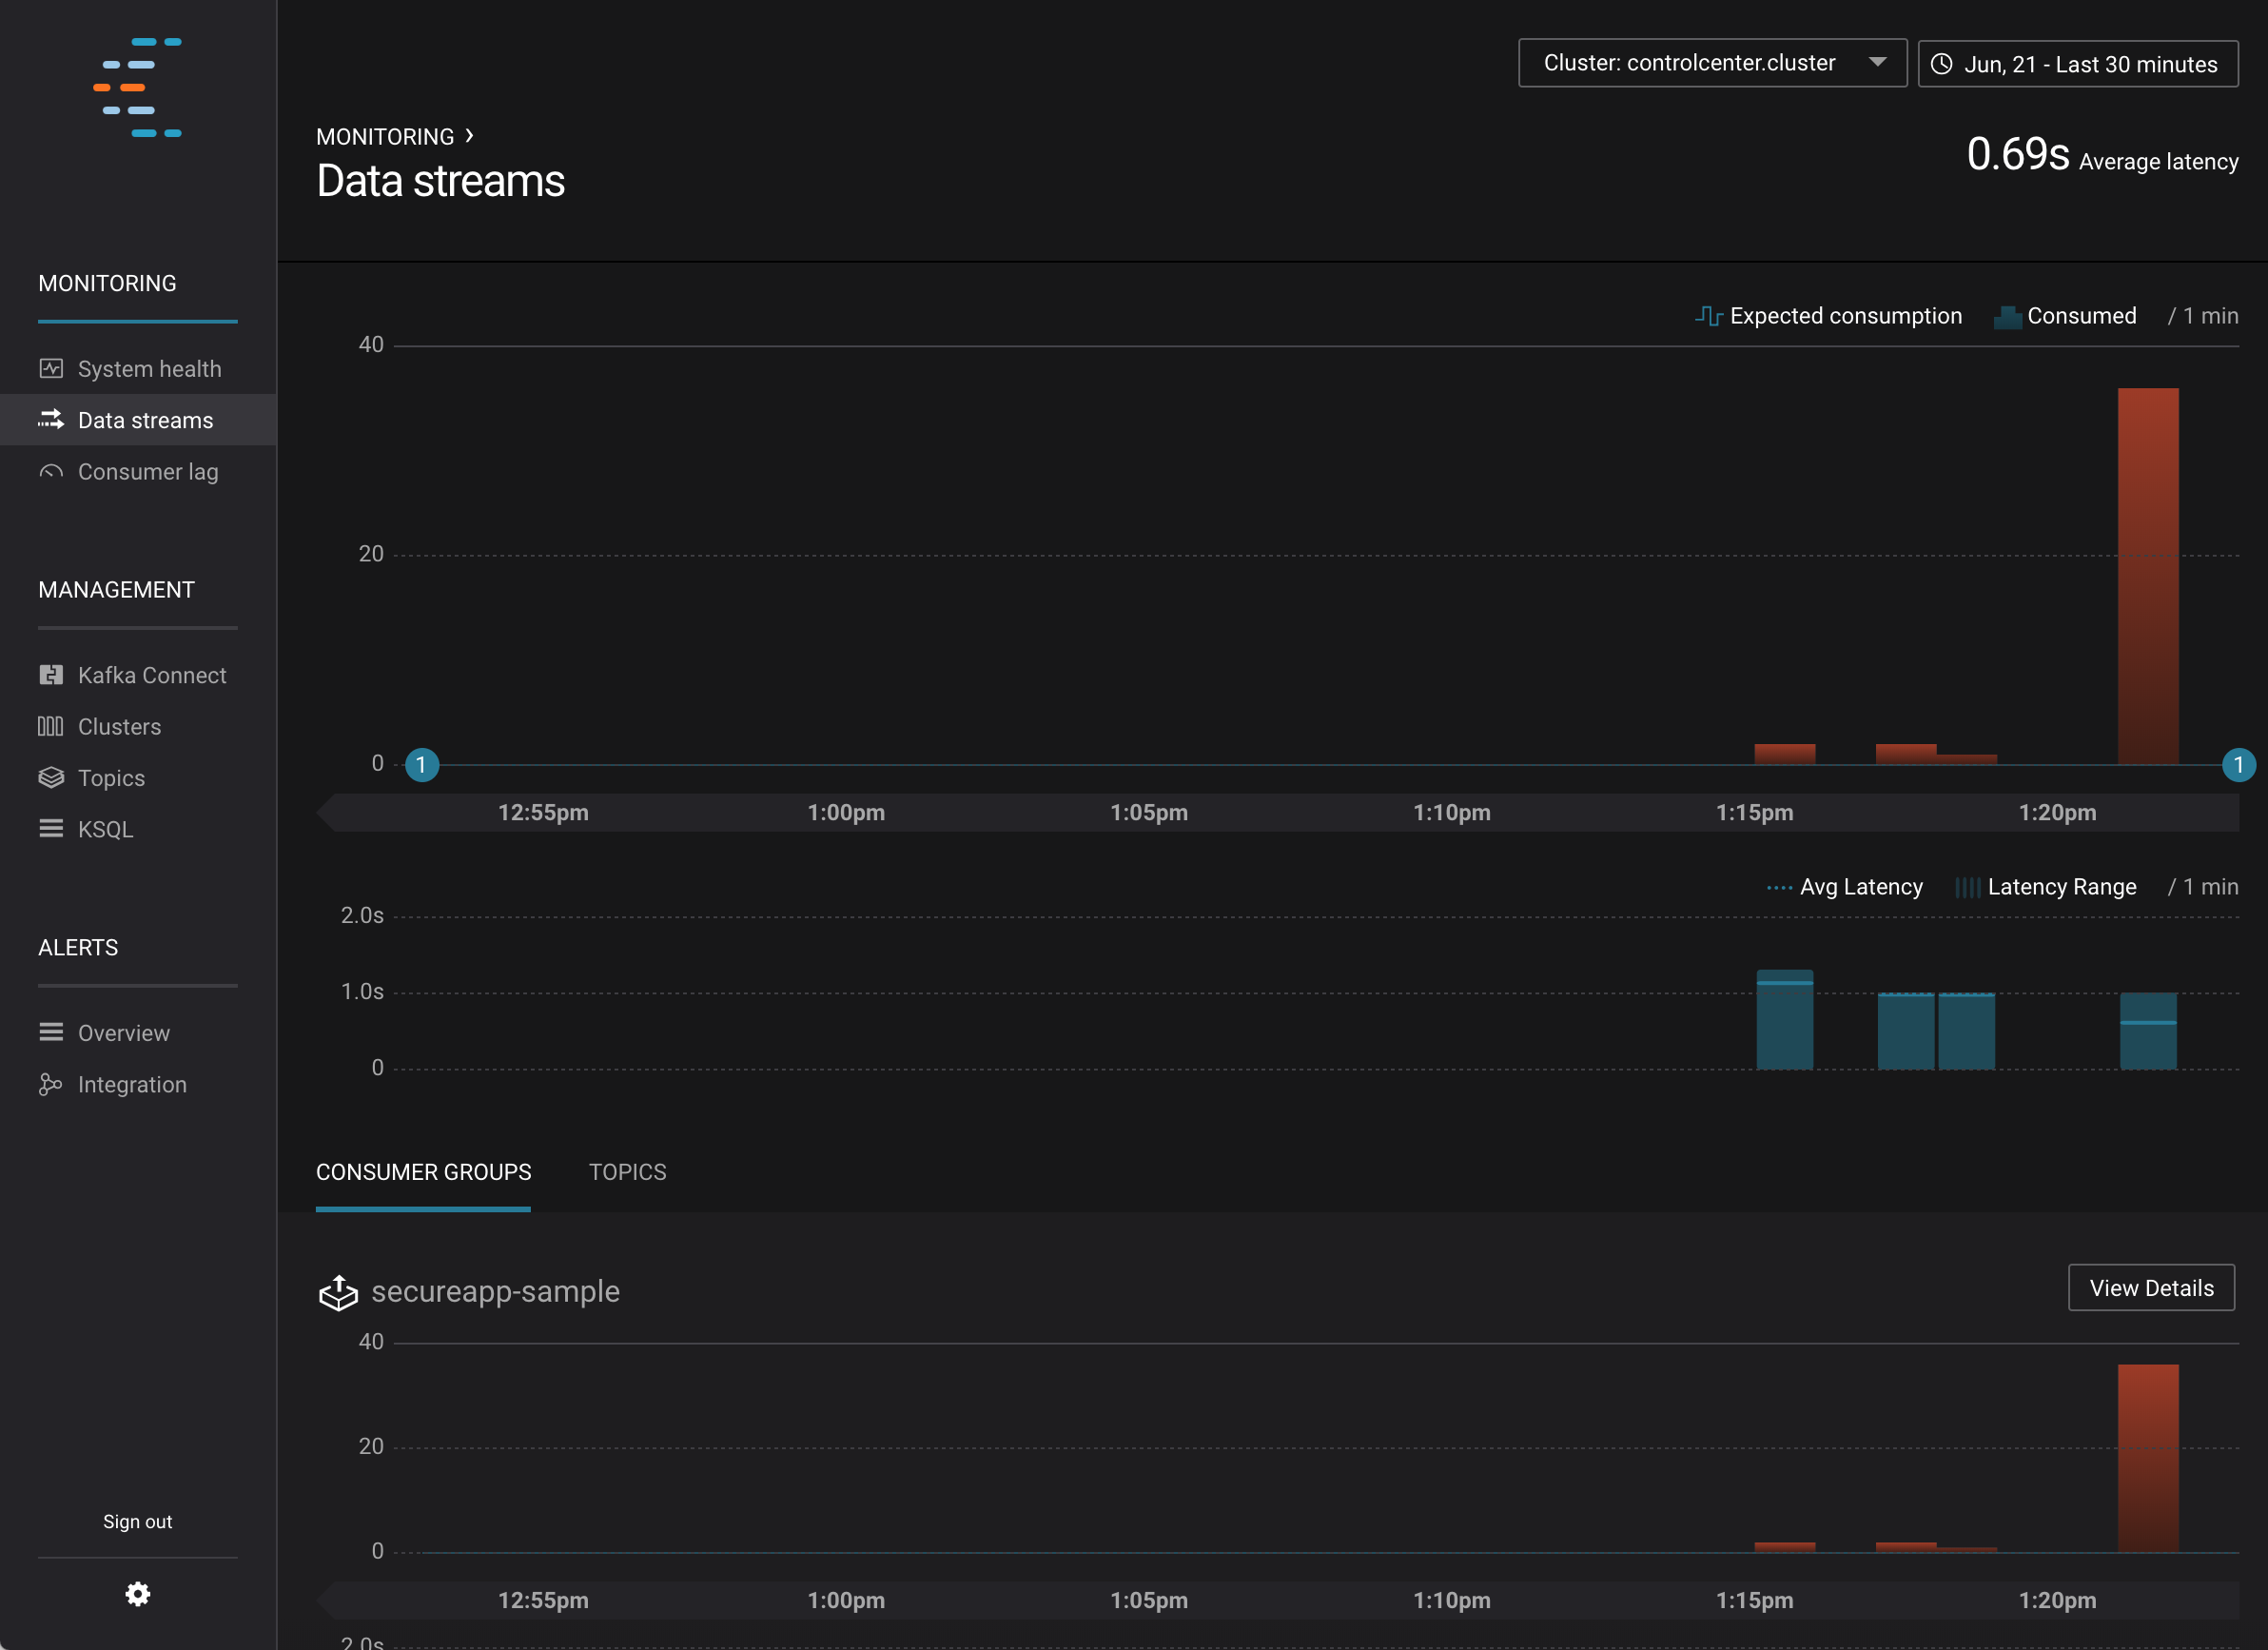 Cluster: controlcenter.cluster
Jun, 21 - Last 30 minutes
MONITORING ›
Data streams
0.69s Average latency
MONITORING
System health
Data streams
Consumer lag
MANAGEMENT
Kafka Connect
Clusters
Topics
KSQL
ALERTS
Overview
Integration
Sign out
Expected consumption Consumed / 1 min
40
20
0
1
1
12:55pm 1:00pm 1:05pm 1:10pm 1:15pm 1:20pm
Avg Latency Latency Range / 1 min
2.0s
1.0s
0
CONSUMER GROUPS TOPICS
secureapp-sample
View Details
40
20
0
12:55pm 1:00pm 1:05pm 1:10pm 1:15pm 1:20pm
2.0s